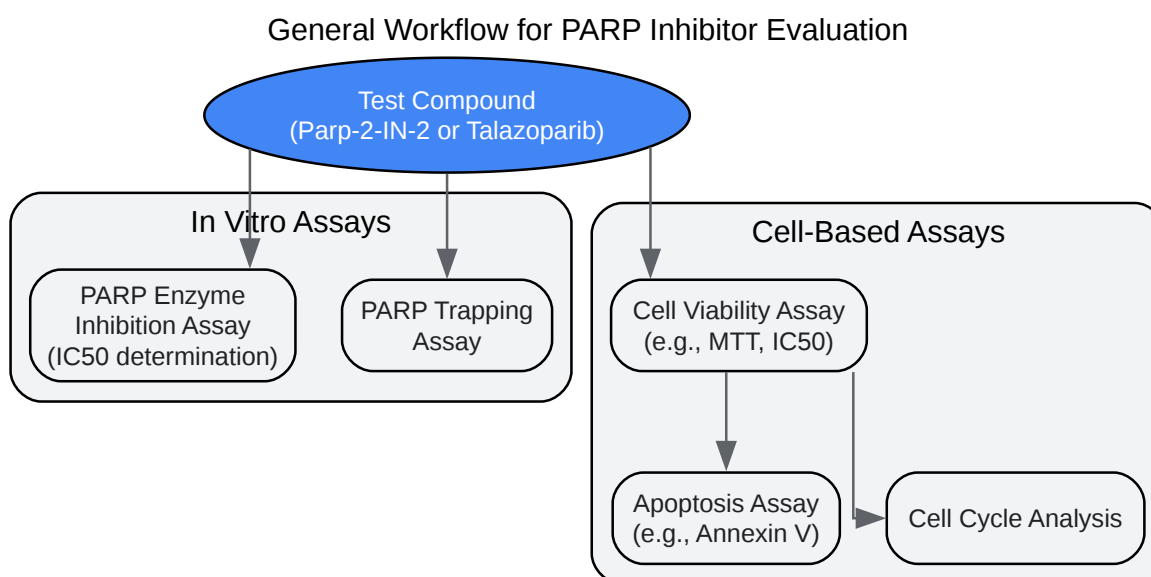 General Workflow for PARP Inhibitor Evaluation
Test Compound
(Parp-2-IN-2 or Talazoparib)
In Vitro Assays
PARP Enzyme
Inhibition Assay
(IC50 determination)
PARP Trapping
Assay
Cell-Based Assays
Cell Viability Assay
(e.g., MTT, IC50)
Apoptosis Assay
(e.g., Annexin V)
Cell Cycle Analysis